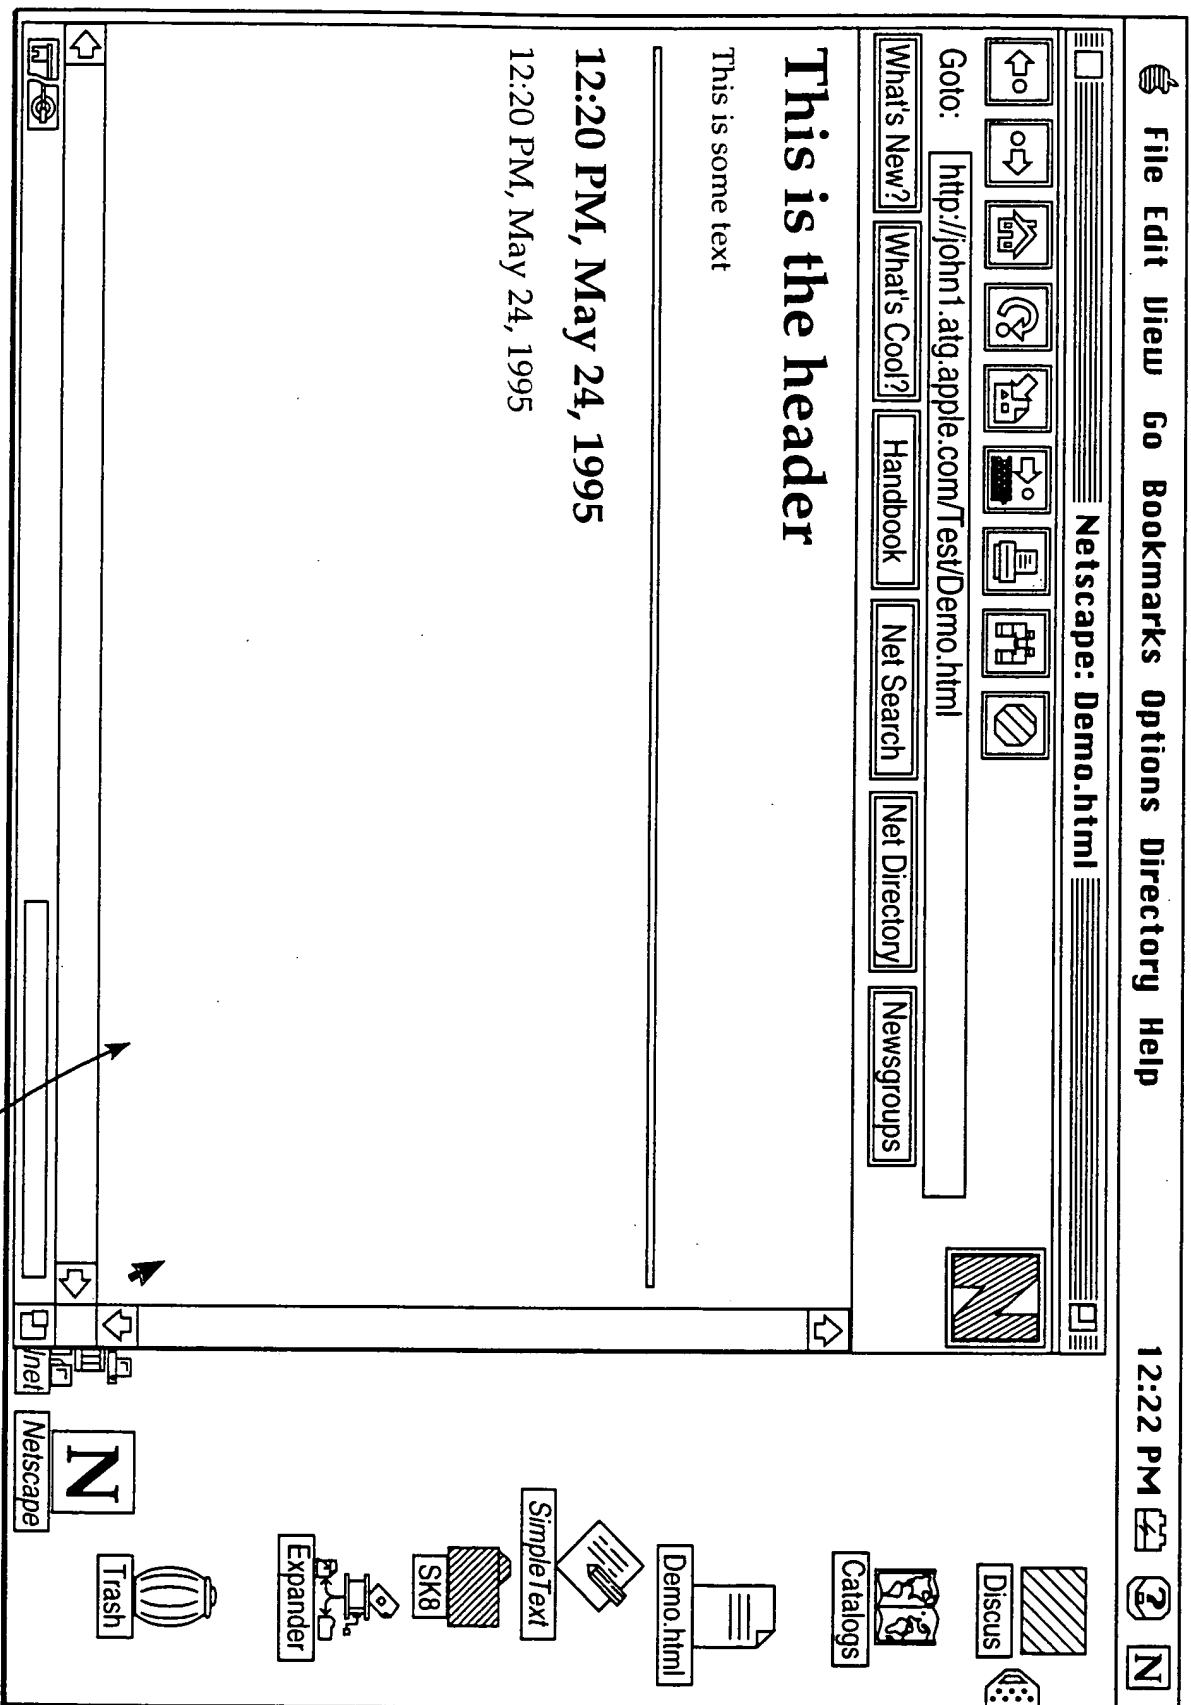 File Edit View Go Bookmarks Options Directory Help 12:22 PM ? N
Netscape: Demo.html
Goto: http://john1.atg.apple.com/Test/Demo.html
What's New? What's Cool? Handbook Net Search Net Directory Newsgroups
N
This is the header
This is some text
12:20 PM, May 24, 1995
12:20 PM, May 24, 1995
Discus
Catalogs
Demo.html
SimpleText
SK8
Expander
Trash
/net
N
Netscape